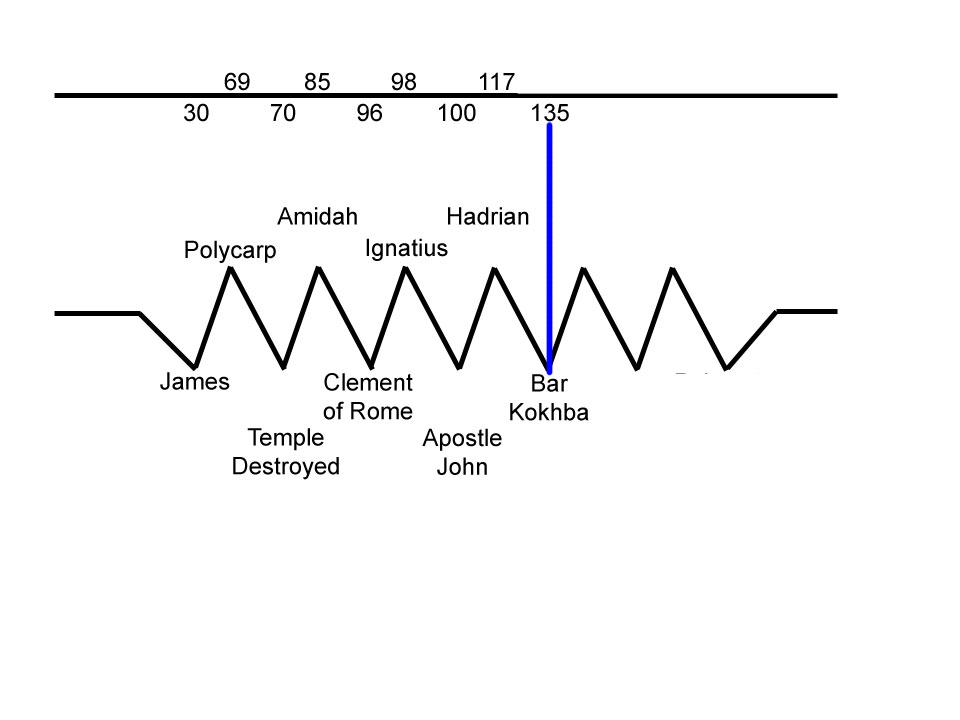 69 85 98 117
30 70 96 100 135
Amidah Hadrian
Polycarp Ignatius
James Clement Bar
of Rome Kokhba
Temple Apostle
Destroyed John